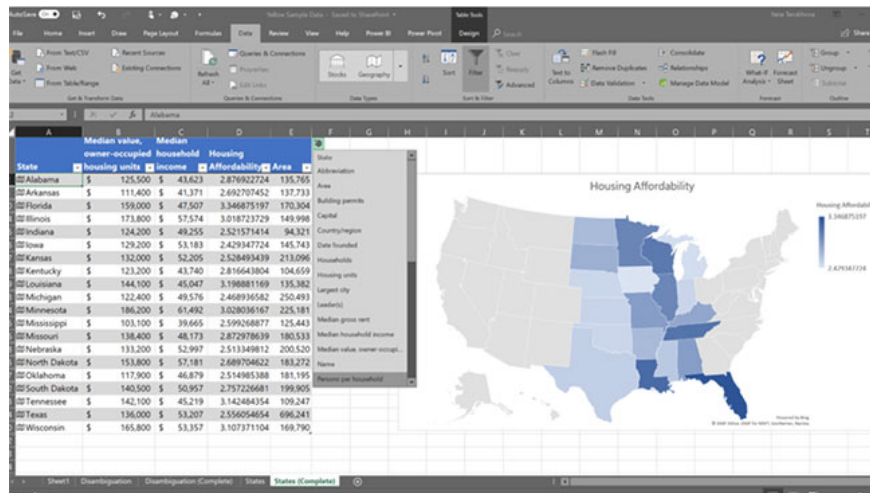 AutoSave
Yellow Sample Data - Saved to SharePoint
Table Tools
File Home Insert Draw Page Layout Formulas Data Review View Help Power BI Power Pivot Design Search Share
Get
Data
From Text/CSV
From Web
From Table/Range
Recent Sources
Existing Connections
Get & Transform Data
Refresh
All
Queries & Connections
Properties
Edit Links
Queries & Connections
Stocks Geography
Data Types
Sort Filter
Clear
Reapply
Advanced
Sort & Filter
Text to
Columns
Flash Fill
Remove Duplicates
Data Validation
Consolidate
Relationships
Manage Data Model
Data Tools
What-If
Analysis
Forecast
Sheet
Forecast
Group
Ungroup
Subtotal
Outline
fx Alabama
A B C D E F G H I J K L M N O P Q R S T
State Median value, owner-occupied housing units Median household income Housing Affordability Area
Alabama $ 125,500 $ 43,623 2.876922724 135,765
Arkansas $ 111,400 $ 41,371 2.692707452 137,733
Florida $ 159,000 $ 47,507 3.346875197 170,304
Illinois $ 173,800 $ 57,574 3.018723729 149,998
Indiana $ 124,200 $ 49,255 2.521571414 94,321
Iowa $ 129,200 $ 53,183 2.429347724 145,743
Kansas $ 132,000 $ 52,205 2.528493439 213,096
Kentucky $ 123,200 $ 43,740 2.816643804 104,659
Louisiana $ 144,100 $ 45,047 3.198881169 135,382
Michigan $ 122,400 $ 49,576 2.468936582 250,493
Minnesota $ 186,200 $ 61,492 3.028036167 225,181
Mississippi $ 103,100 $ 39,665 2.599268877 125,443
Missouri $ 138,400 $ 48,173 2.872978639 180,533
Nebraska $ 133,200 $ 52,997 2.513349812 200,520
North Dakota $ 153,800 $ 57,181 2.689704622 183,272
Oklahoma $ 117,900 $ 46,879 2.514985388 181,195
South Dakota $ 140,500 $ 50,957 2.757226681 199,905
Tennessee $ 142,100 $ 45,219 3.142484354 109,247
Texas $ 136,000 $ 53,207 2.556054654 696,241
Wisconsin $ 165,800 $ 53,357 3.107371104 169,790
State
Abbreviation
Area
Building permits
Capital
Country/region
Date founded
Households
Housing units
Largest city
Leader(s)
Median gross rent
Median household income
Median value, owner occupi...
Name
Persons per household
Housing Affordability
Housing Affordabil
3.346875197
2.429347724
Powered by Bing
Sheet1 Disambiguation Disambiguation (Complete) States States (Complete)